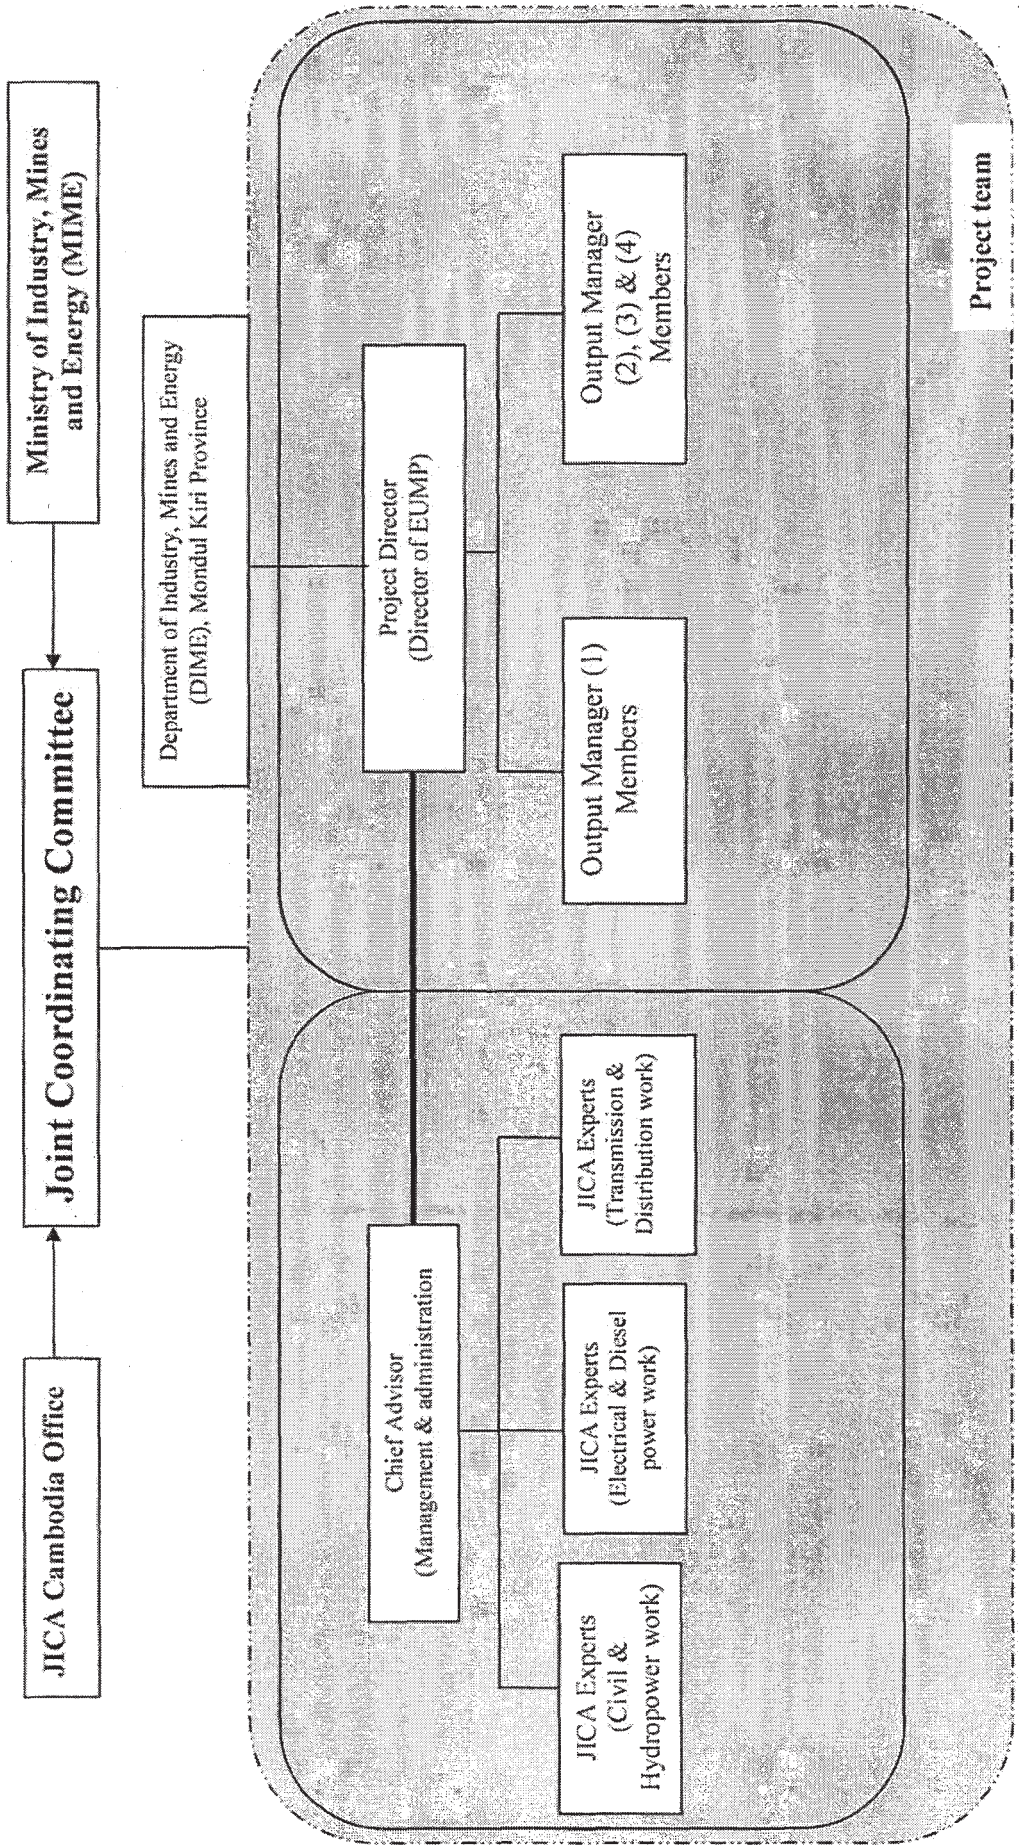 JICA Cambodia Office
Joint Coordinating Committee
Ministry of Industry, Mines
and Energy (MIME)
Department of Industry, Mines and Energy
(DIME), Mondul Kiri Province
Chief Advisor
(Management & administration)
Project Director
(Director of EUMP)
JICA Experts
(Civil &
Hydropower work)
JICA Experts
(Electrical & Diesel
power work)
JICA Experts
(Transmission &
Distribution work)
Output Manager (1)
Members
Output Manager
(2), (3) & (4)
Members
Project team